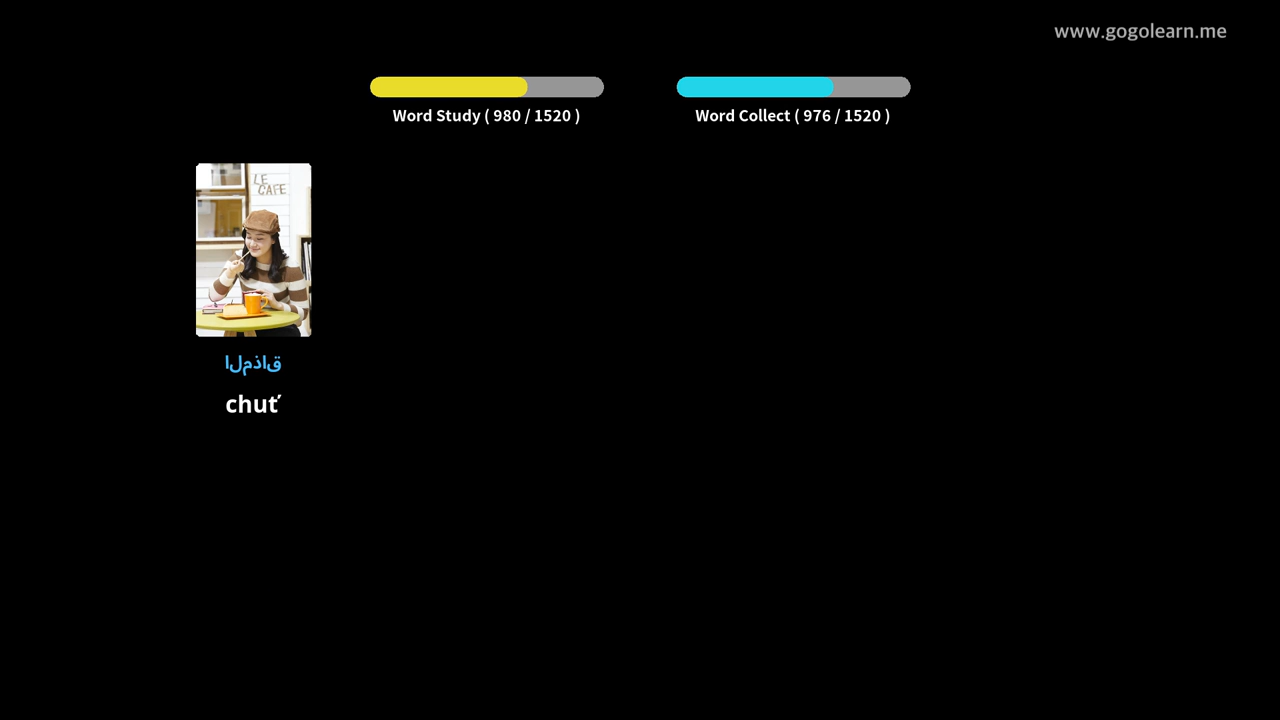 www.gogolearn.me
Word Study ( 980 / 1520 )
Word Collect ( 976 / 1520 )
LE
CAFE
المذاق
chuť